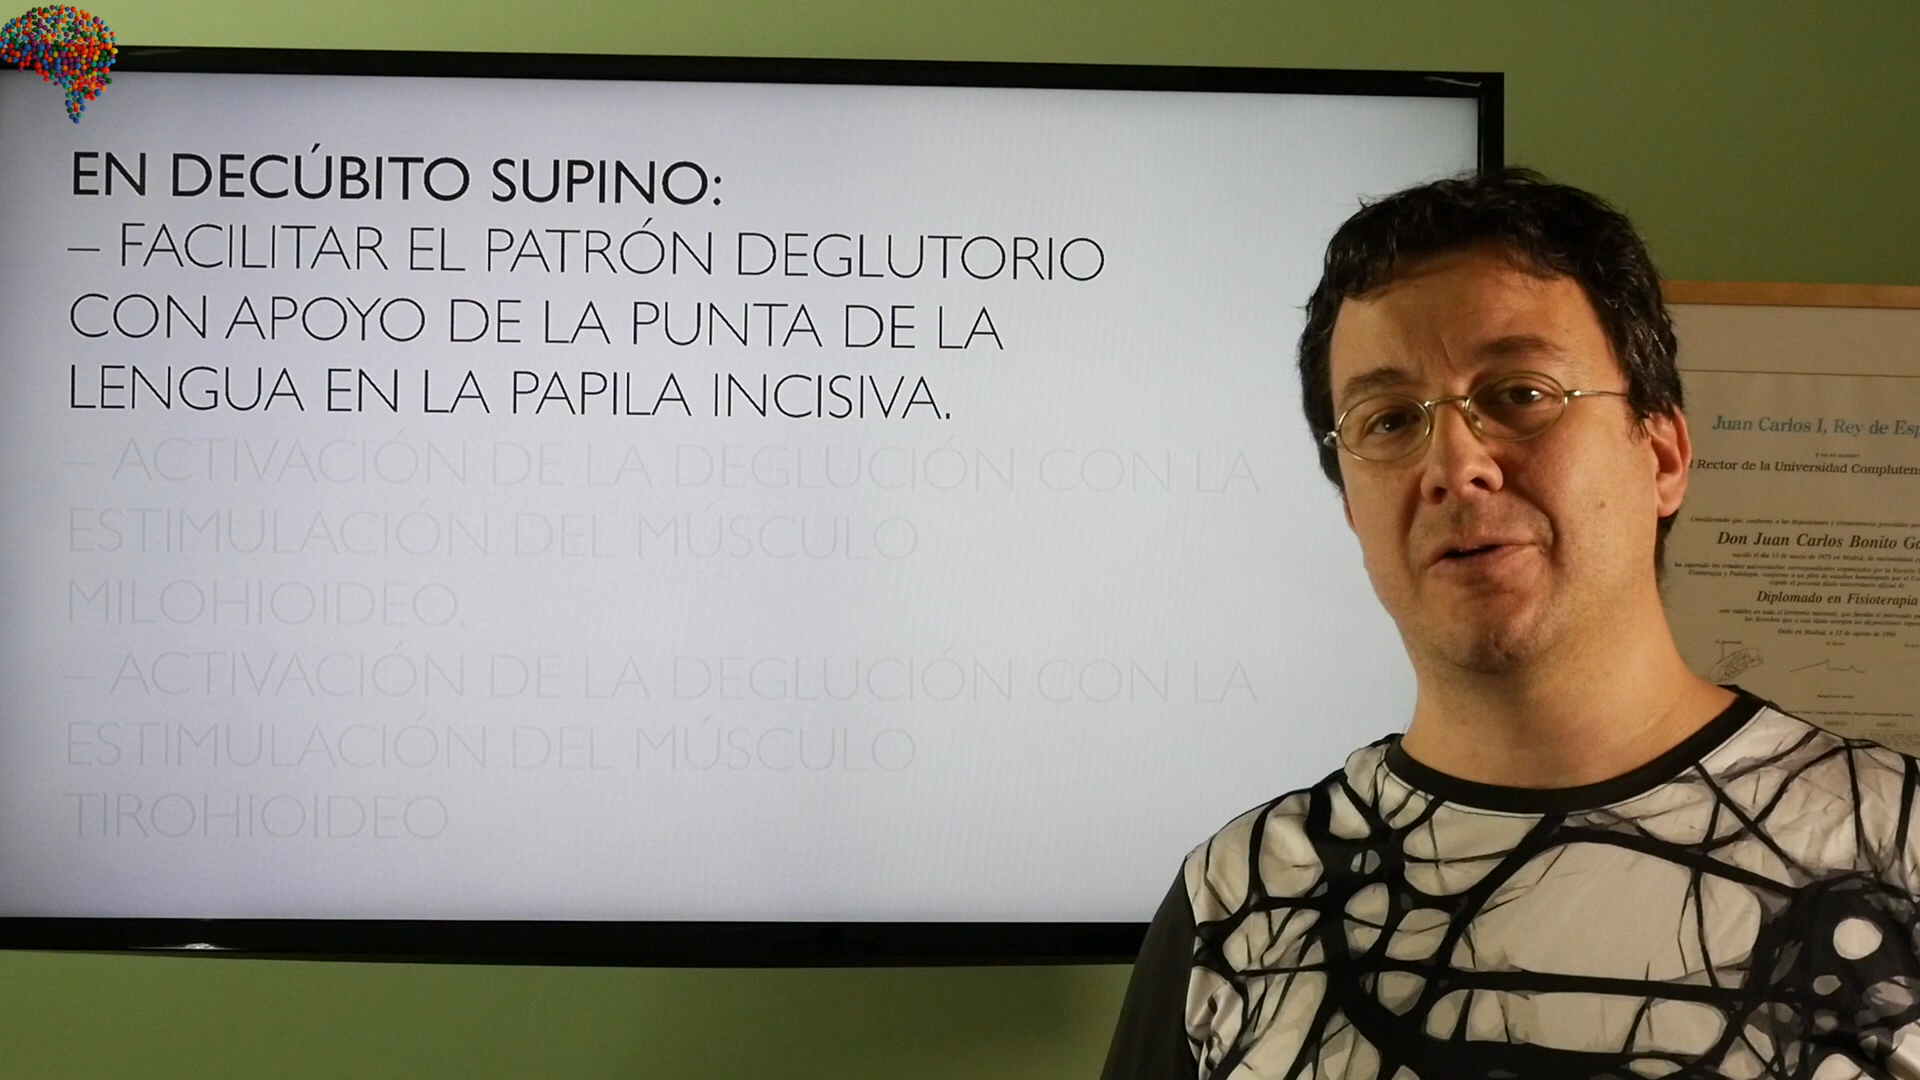 EN DECÚBITO SUPINO:
– FACILITAR EL PATRÓN DEGLUTORIO
CON APOYO DE LA PUNTA DE LA
LENGUA EN LA PAPILA INCISIVA.
– ACTIVACIÓN DE LA DEGLUCIÓN CON LA
ESTIMULACIÓN DEL MÚSCULO
MILOHIOIDEO.
– ACTIVACIÓN DE LA DEGLUCIÓN CON LA
ESTIMULACIÓN DEL MÚSCULO
TIROHIOIDEO
Juan Carlos I, Rey de Esp
Rector de la Universidad Complutens
Don Juan Carlos Bonito
Diplomado en Fisioterapia